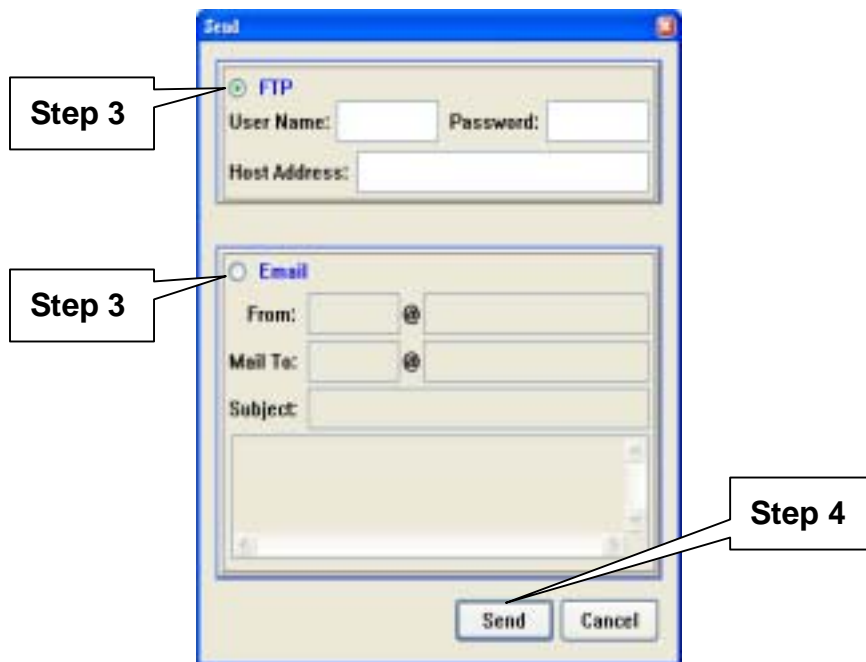 Send
Step 3
FTP
User Name: Password:
Host Address:
Step 3
Email
From: @
Mail To: @
Subject:
Step 4
Send Cancel